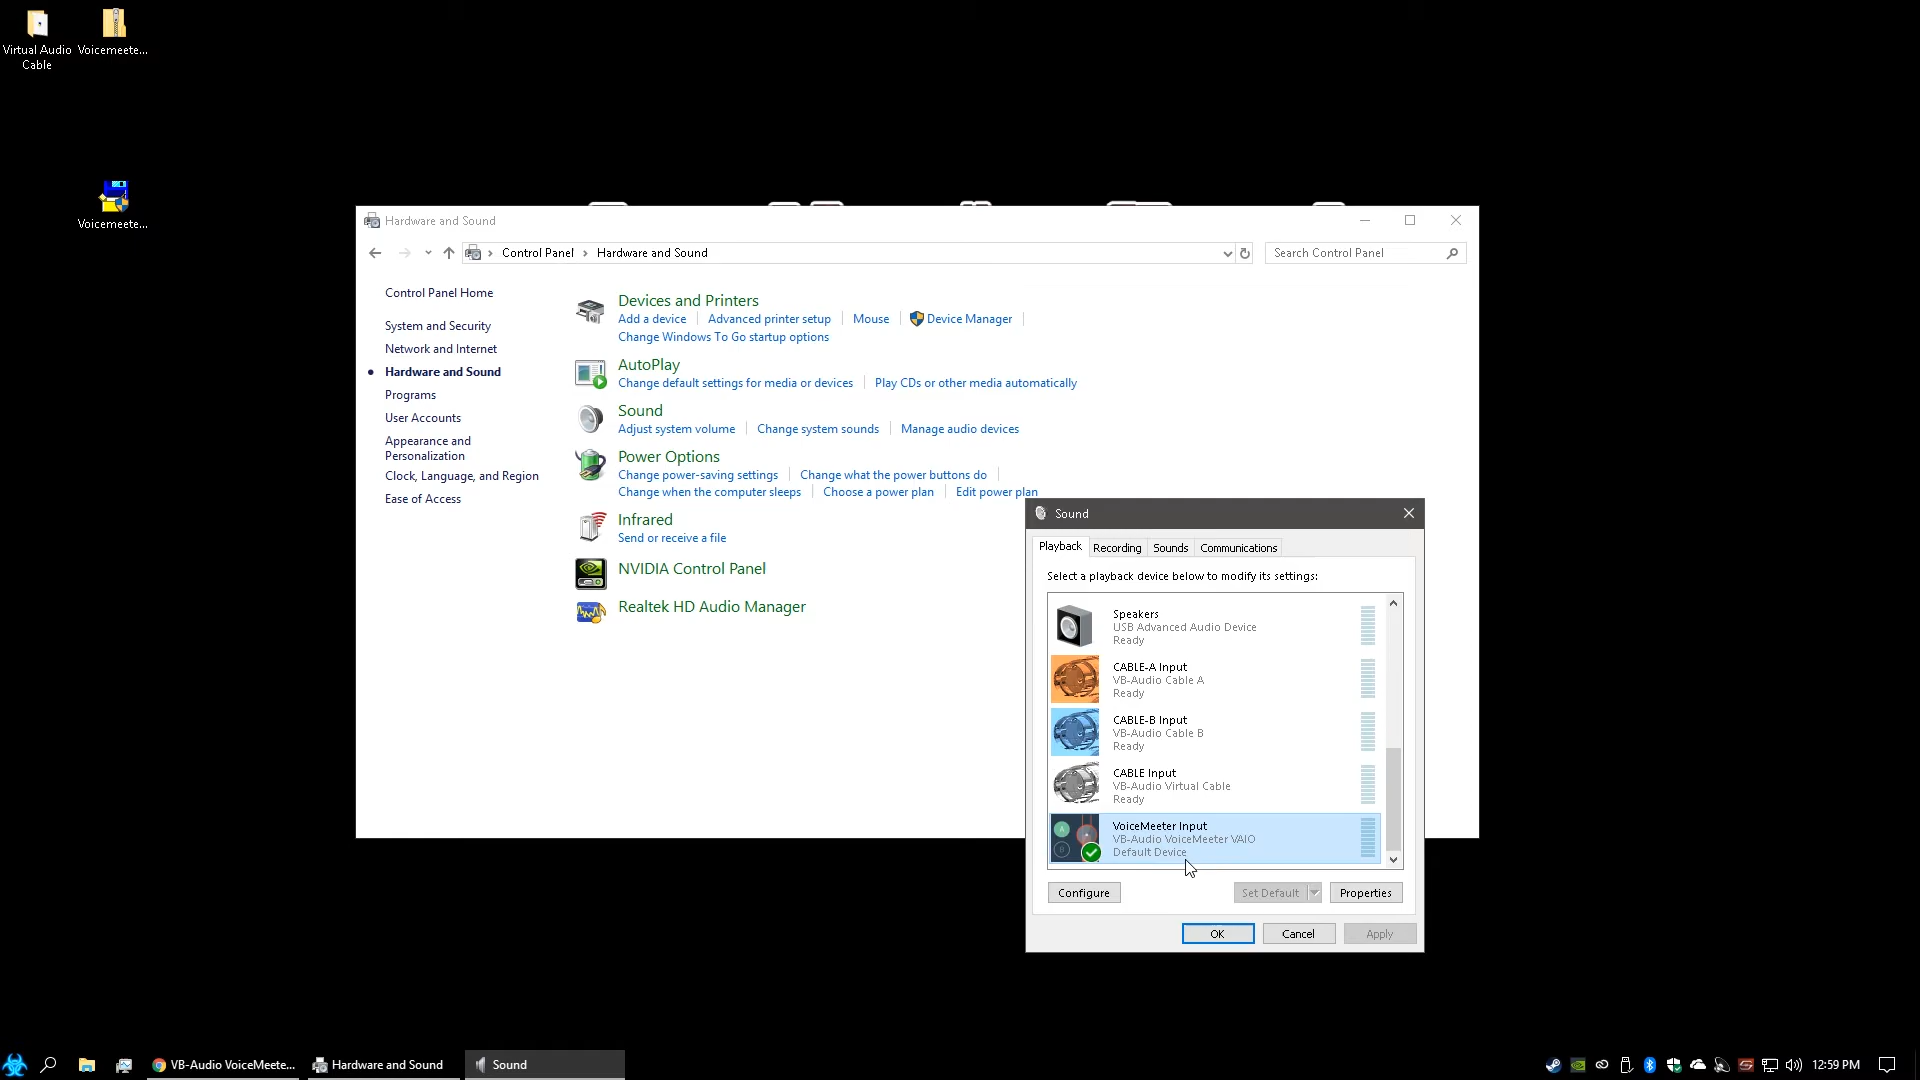 Virtual Audio
Cable
Voicemeete...
Voicemeete...
Hardware and Sound
Control Panel
Hardware and Sound
Search Control Panel
Control Panel Home
System and Security
Network and Internet
Hardware and Sound
Programs
User Accounts
Appearance and
Personalization
Clock, Language, and Region
Ease of Access
Devices and Printers
Add a device
Advanced printer setup
Mouse
Device Manager
Change Windows To Go startup options
AutoPlay
Change default settings for media or devices
Play CDs or other media automatically
Sound
Adjust system volume
Change system sounds
Manage audio devices
Power Options
Change power-saving settings
Change what the power buttons do
Change when the computer sleeps
Choose a power plan
Edit power plan
Infrared
Send or receive a file
NVIDIA Control Panel
Realtek HD Audio Manager
Sound
Playback
Recording
Sounds
Communications
Select a playback device below to modify its settings:
Speakers
USB Advanced Audio Device
Ready
CABLE-A Input
VB-Audio Cable A
Ready
CABLE-B Input
VB-Audio Cable B
Ready
CABLE Input
VB-Audio Virtual Cable
Ready
VoiceMeeter Input
VB-Audio VoiceMeeter VAIO
Default Device
Configure
Set Default
Properties
OK
Cancel
Apply
VB-Audio VoiceMeete...
Hardware and Sound
Sound
12:59 PM